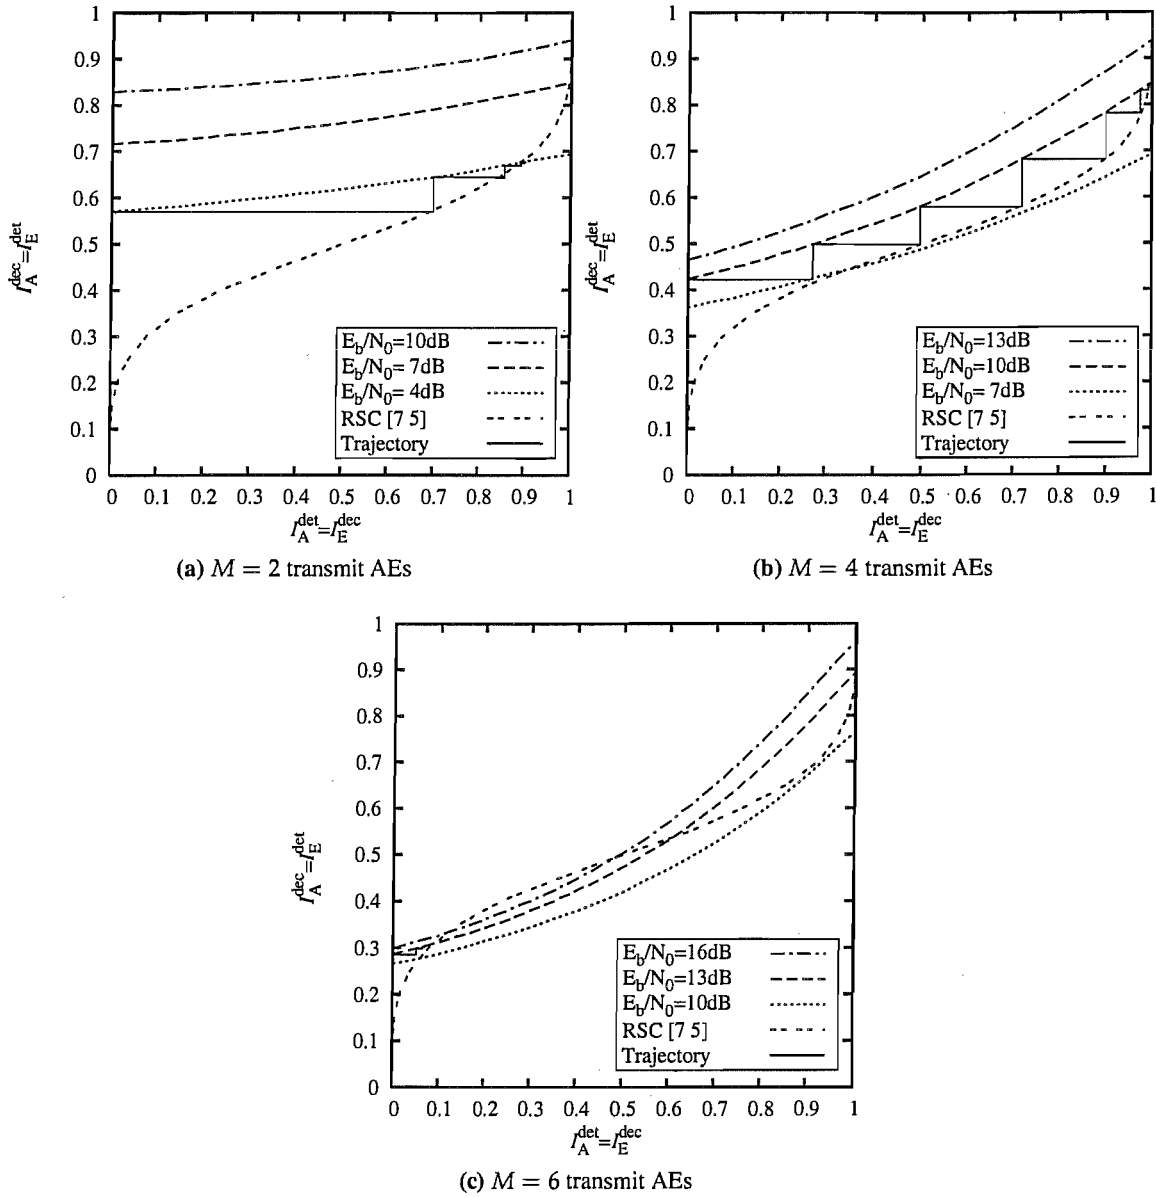 1
0.9
0.8
0.7
0.6
0.5
0.4
0.3
0.2
0.1
0
I_A^dec=I_E^det
E_b/N_0=10dB
E_b/N_0= 7dB
E_b/N_0= 4dB
RSC [7 5]
Trajectory
0 0.1 0.2 0.3 0.4 0.5 0.6 0.7 0.8 0.9 1
I_A^det=I_E^dec
(a) M = 2 transmit AEs
1
0.9
0.8
0.7
0.6
0.5
0.4
0.3
0.2
0.1
0
I_A^dec=I_E^det
E_b/N_0=13dB
E_b/N_0=10dB
E_b/N_0= 7dB
RSC [7 5]
Trajectory
0 0.1 0.2 0.3 0.4 0.5 0.6 0.7 0.8 0.9 1
I_A^det=I_E^dec
(b) M = 4 transmit AEs
1
0.9
0.8
0.7
0.6
0.5
0.4
0.3
0.2
0.1
0
I_A^dec=I_E^det
E_b/N_0=16dB
E_b/N_0=13dB
E_b/N_0=10dB
RSC [7 5]
Trajectory
0 0.1 0.2 0.3 0.4 0.5 0.6 0.7 0.8 0.9 1
I_A^det=I_E^dec
(c) M = 6 transmit AEs